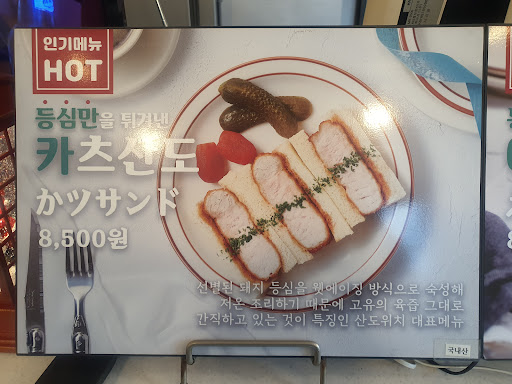 인기메뉴
HOT
등심만을 튀겨낸
카츠산도
かツサンド
8,500원
선별된 돼지 등심을 웻에이징 방식으로 숙성해
저온 조리하기 때문에 고유의 육즙 그대로
간직하고 있는 것이 특징인 산도위치 대표메뉴
국내산